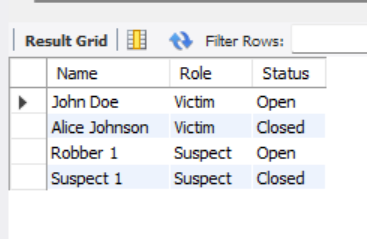 Result Grid Filter Rows:
Name Role Status
John Doe Victim Open
Alice Johnson Victim Closed
Robber 1 Suspect Open
Suspect 1 Suspect Closed